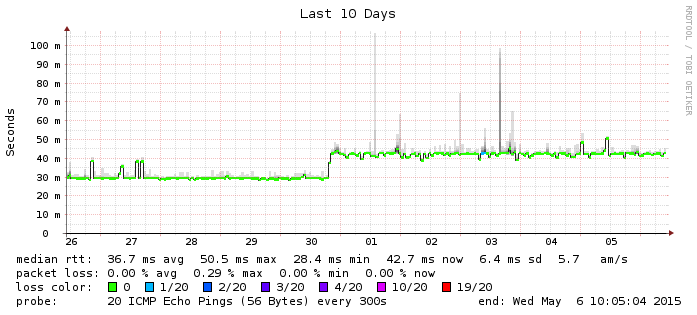 Last 10 Days
RRDTOOL / TOBI OETIKER
Seconds
100 m
90 m
80 m
70 m
60 m
50 m
40 m
30 m
20 m
10 m
0
26 27 28 29 30 01 02 03 04 05
median rtt: 36.7 ms avg 50.5 ms max 28.4 ms min 42.7 ms now 6.4 ms sd 5.7 am/s
packet loss: 0.00 % avg 0.29 % max 0.00 % min 0.00 % now
loss color: 0 1/20 2/20 3/20 4/20 10/20 19/20
probe: 20 ICMP Echo Pings (56 Bytes) every 300s end: Wed May 6 10:05:04 2015